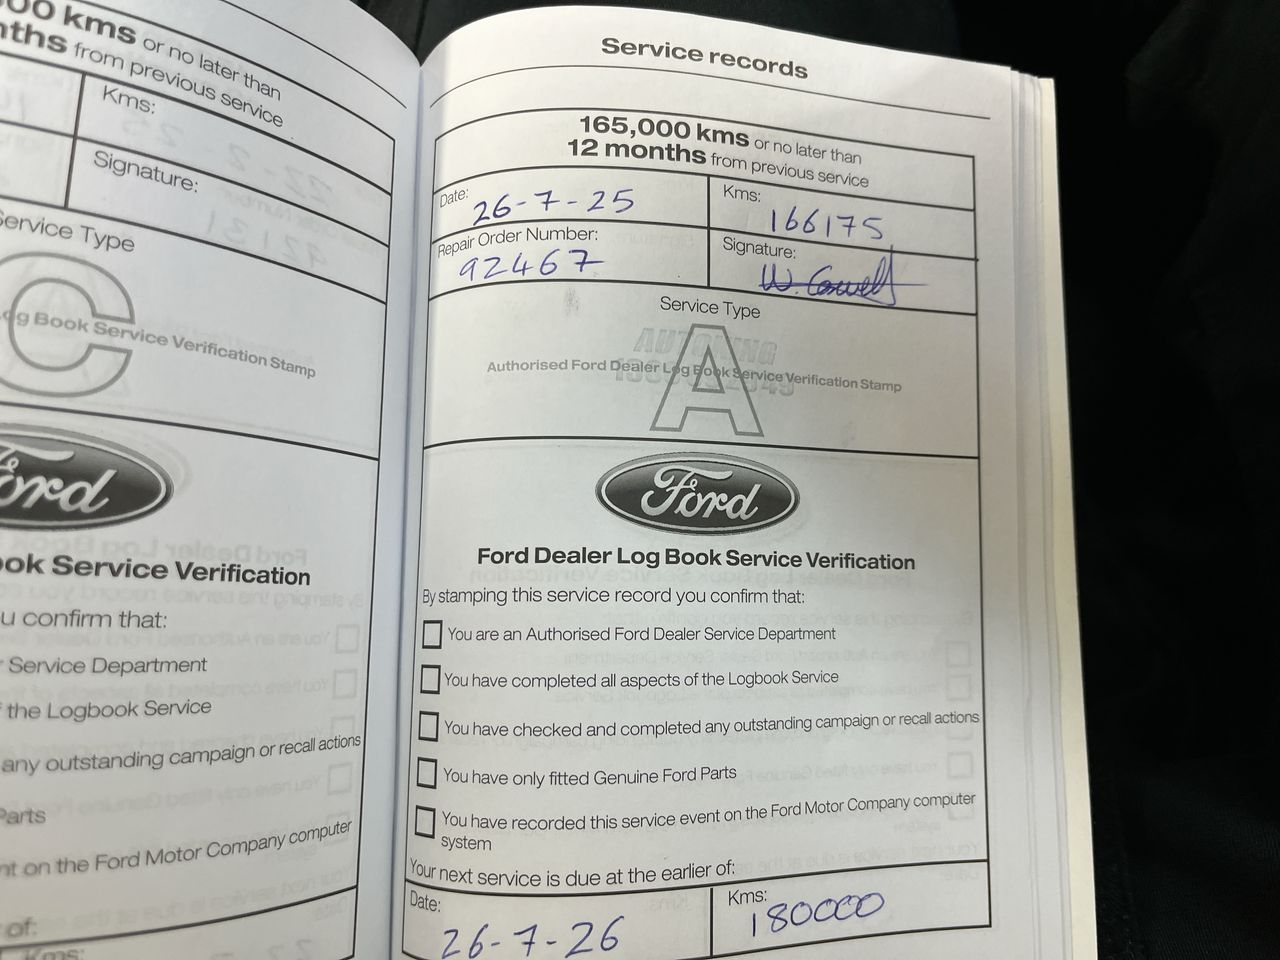 00 kms or no later than
nths from previous service
Kms:
Signature:
Service Type
C
og Book Service Verification Stamp
Ford
ook Service Verification
u confirm that:
Service Department
the Logbook Service
any outstanding campaign or recall actions
Parts
nt on the Ford Motor Company computer
of:
Kms:
Service records
165,000 kms or no later than
12 months from previous service
Date: 26-7-25
Kms: 166175
Repair Order Number: 92467
Signature:
Service Type
AUTOWING
A
Authorised Ford Dealer Log Book Service Verification Stamp
Ford
Ford Dealer Log Book Service Verification
By stamping this service record you confirm that:
You are an Authorised Ford Dealer Service Department
You have completed all aspects of the Logbook Service
You have checked and completed any outstanding campaign or recall actions
You have only fitted Genuine Ford Parts
You have recorded this service event on the Ford Motor Company computer
system
Your next service is due at the earlier of:
Date: 26-7-26
Kms: 180000